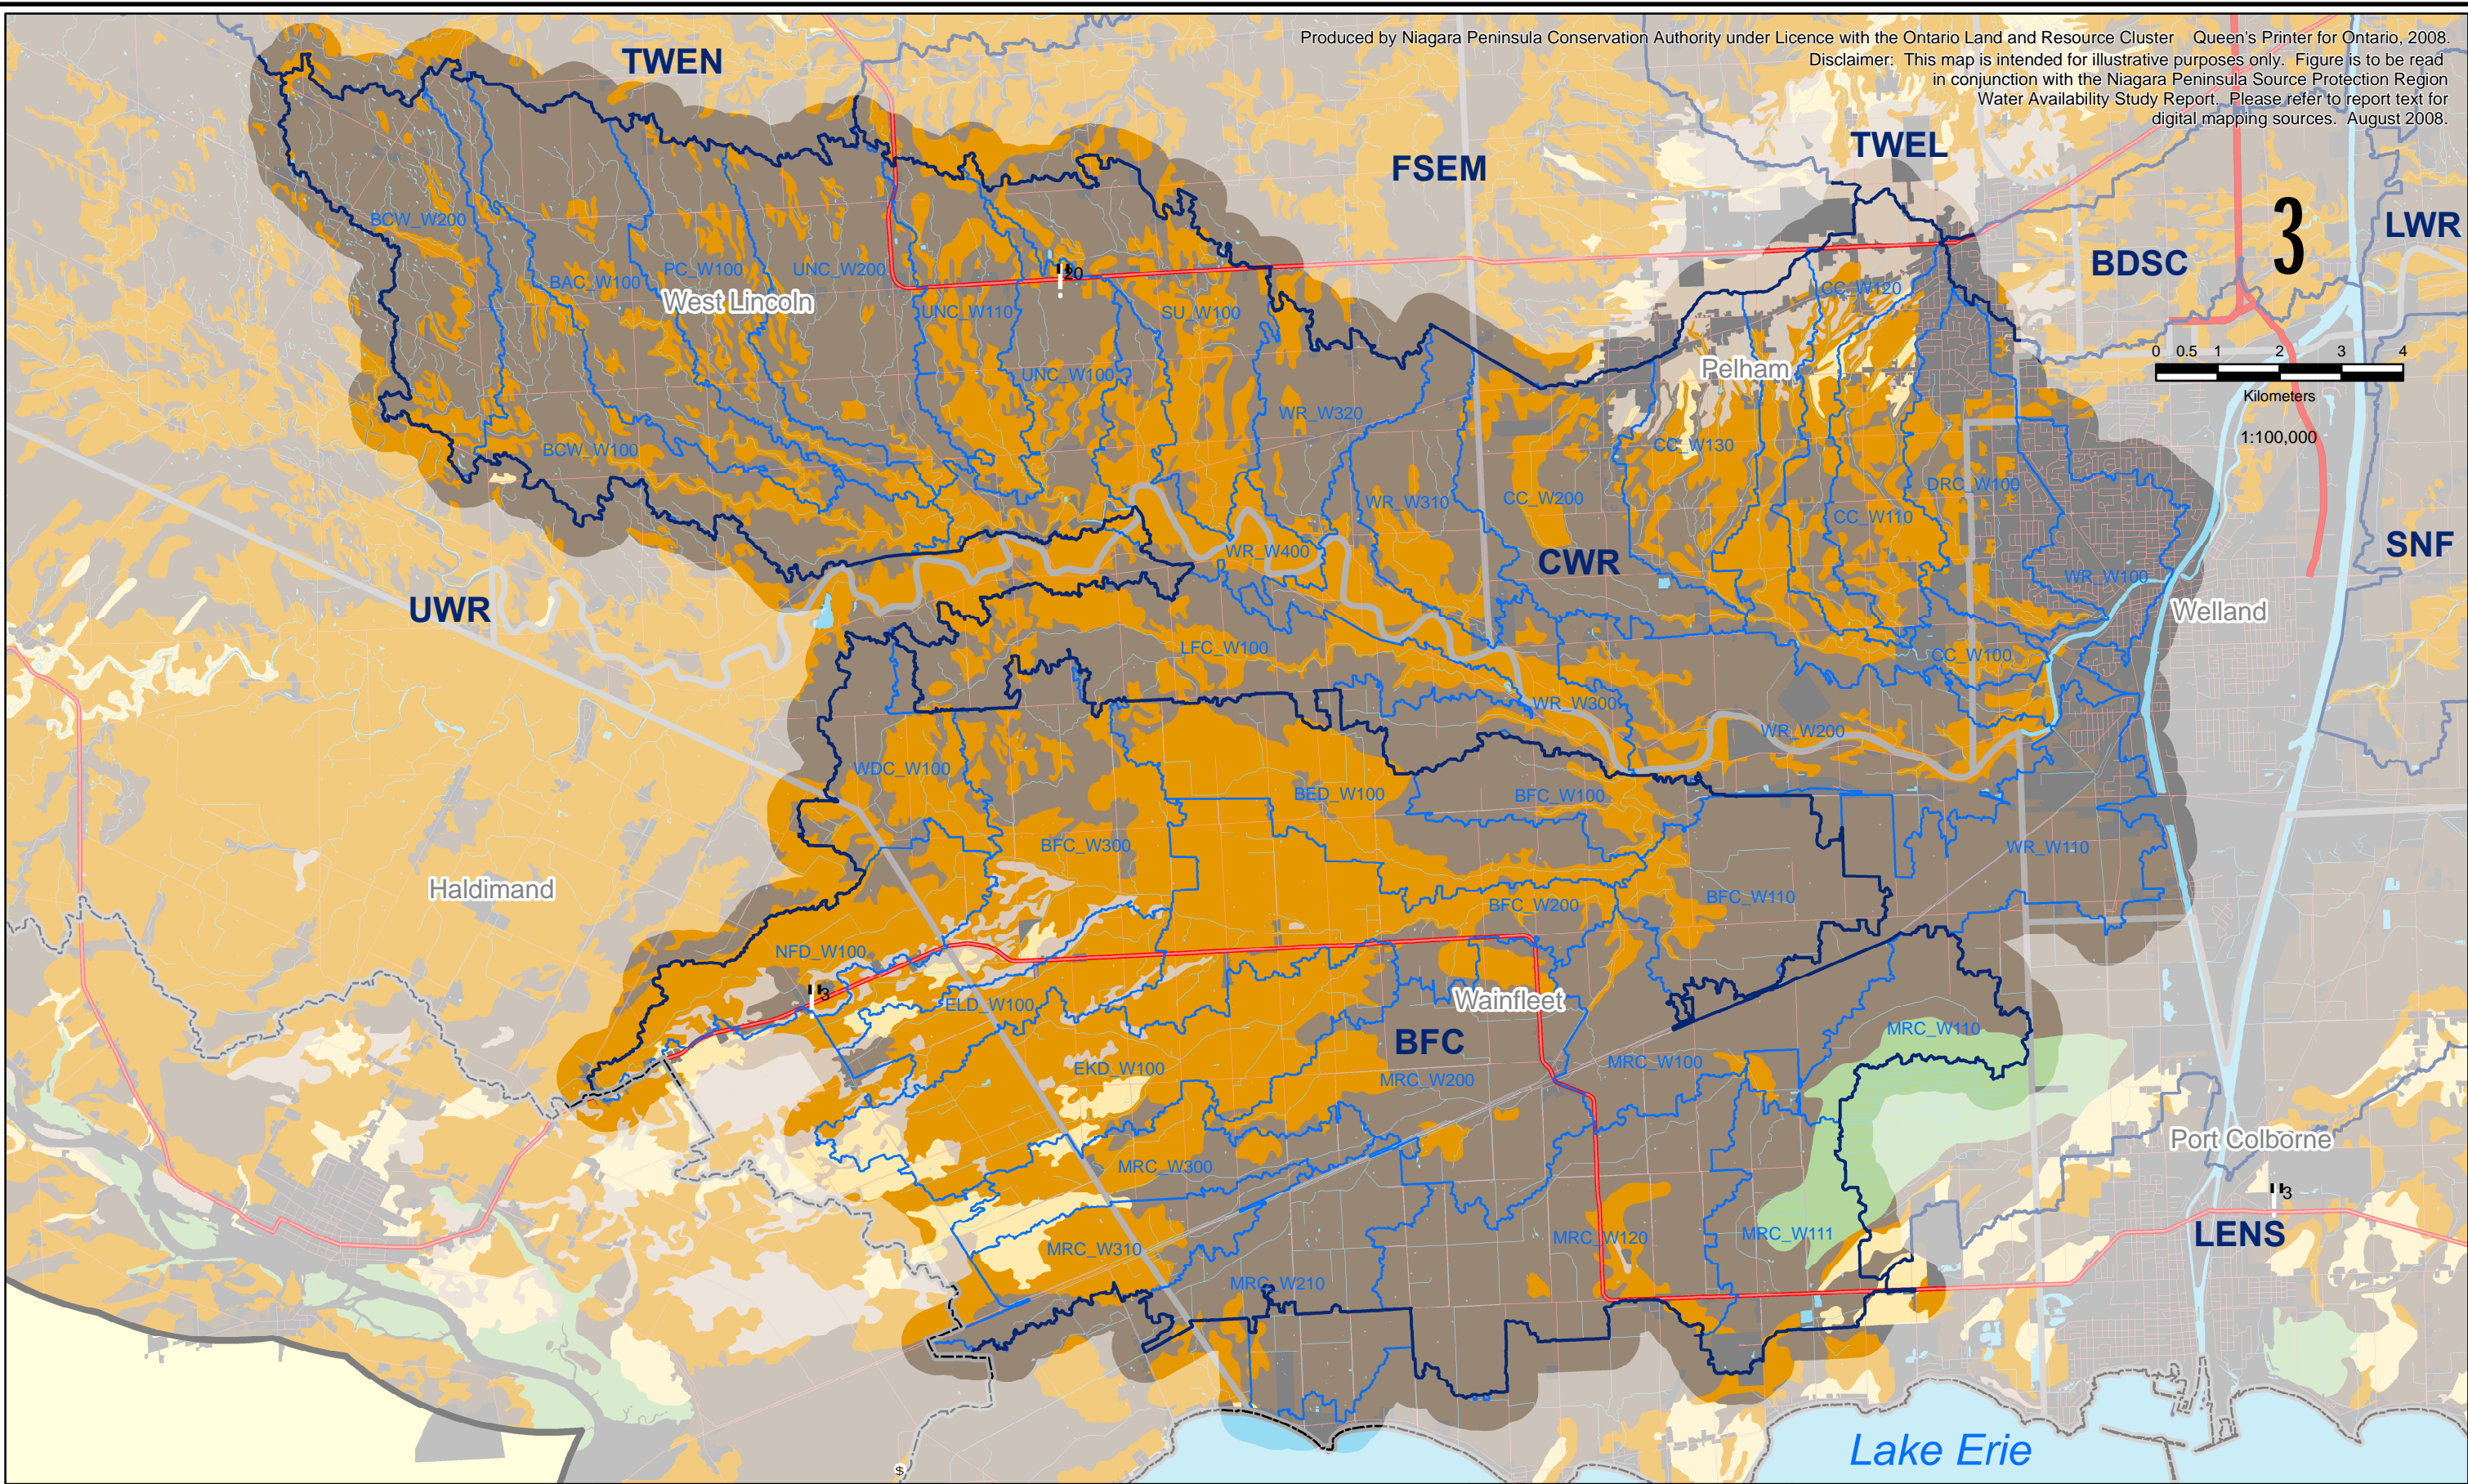 Produced by Niagara Peninsula Conservation Authority under Licence with the Ontario Land and Resource Cluster Queen's Printer for Ontario, 2008.
Disclaimer: This map is intended for illustrative purposes only. Figure is to be read
in conjunction with the Niagara Peninsula Source Protection Region
Water Availability Study Report. Please refer to report text for
digital mapping sources. August 2008.
TWEN
FSEM
TWEL
BDSC
3
LWR
BCW_W200
BAC_W100
PC_W100
UNC_W200
West Lincoln
UNC_W110
20
SU_W100
UNC_W100
CC_W120
Pelham
0 0.5 1 2 3 4
Kilometers
1:100,000
WR_W320
BCW_W100
CC_W130
WR_W310
CC_W200
DRC_W100
CC_W110
WR_W400
CWR
SNF
WR_W100
UWR
Welland
LFC_W100
CC_W100
WR_W300
WR_W200
WDC_W100
BED_W100
BFC_W100
BFC_W300
WR_W110
Haldimand
BFC_W200
BFC_W110
NFD_W100
3
ELD_W100
Wainfleet
BFC
MRC_W110
EKD_W100
MRC_W200
MRC_W100
Port Colborne
MRC_W300
3
MRC_W310
MRC_W120
MRC_W111
LENS
MRC_W210
Lake Erie
$